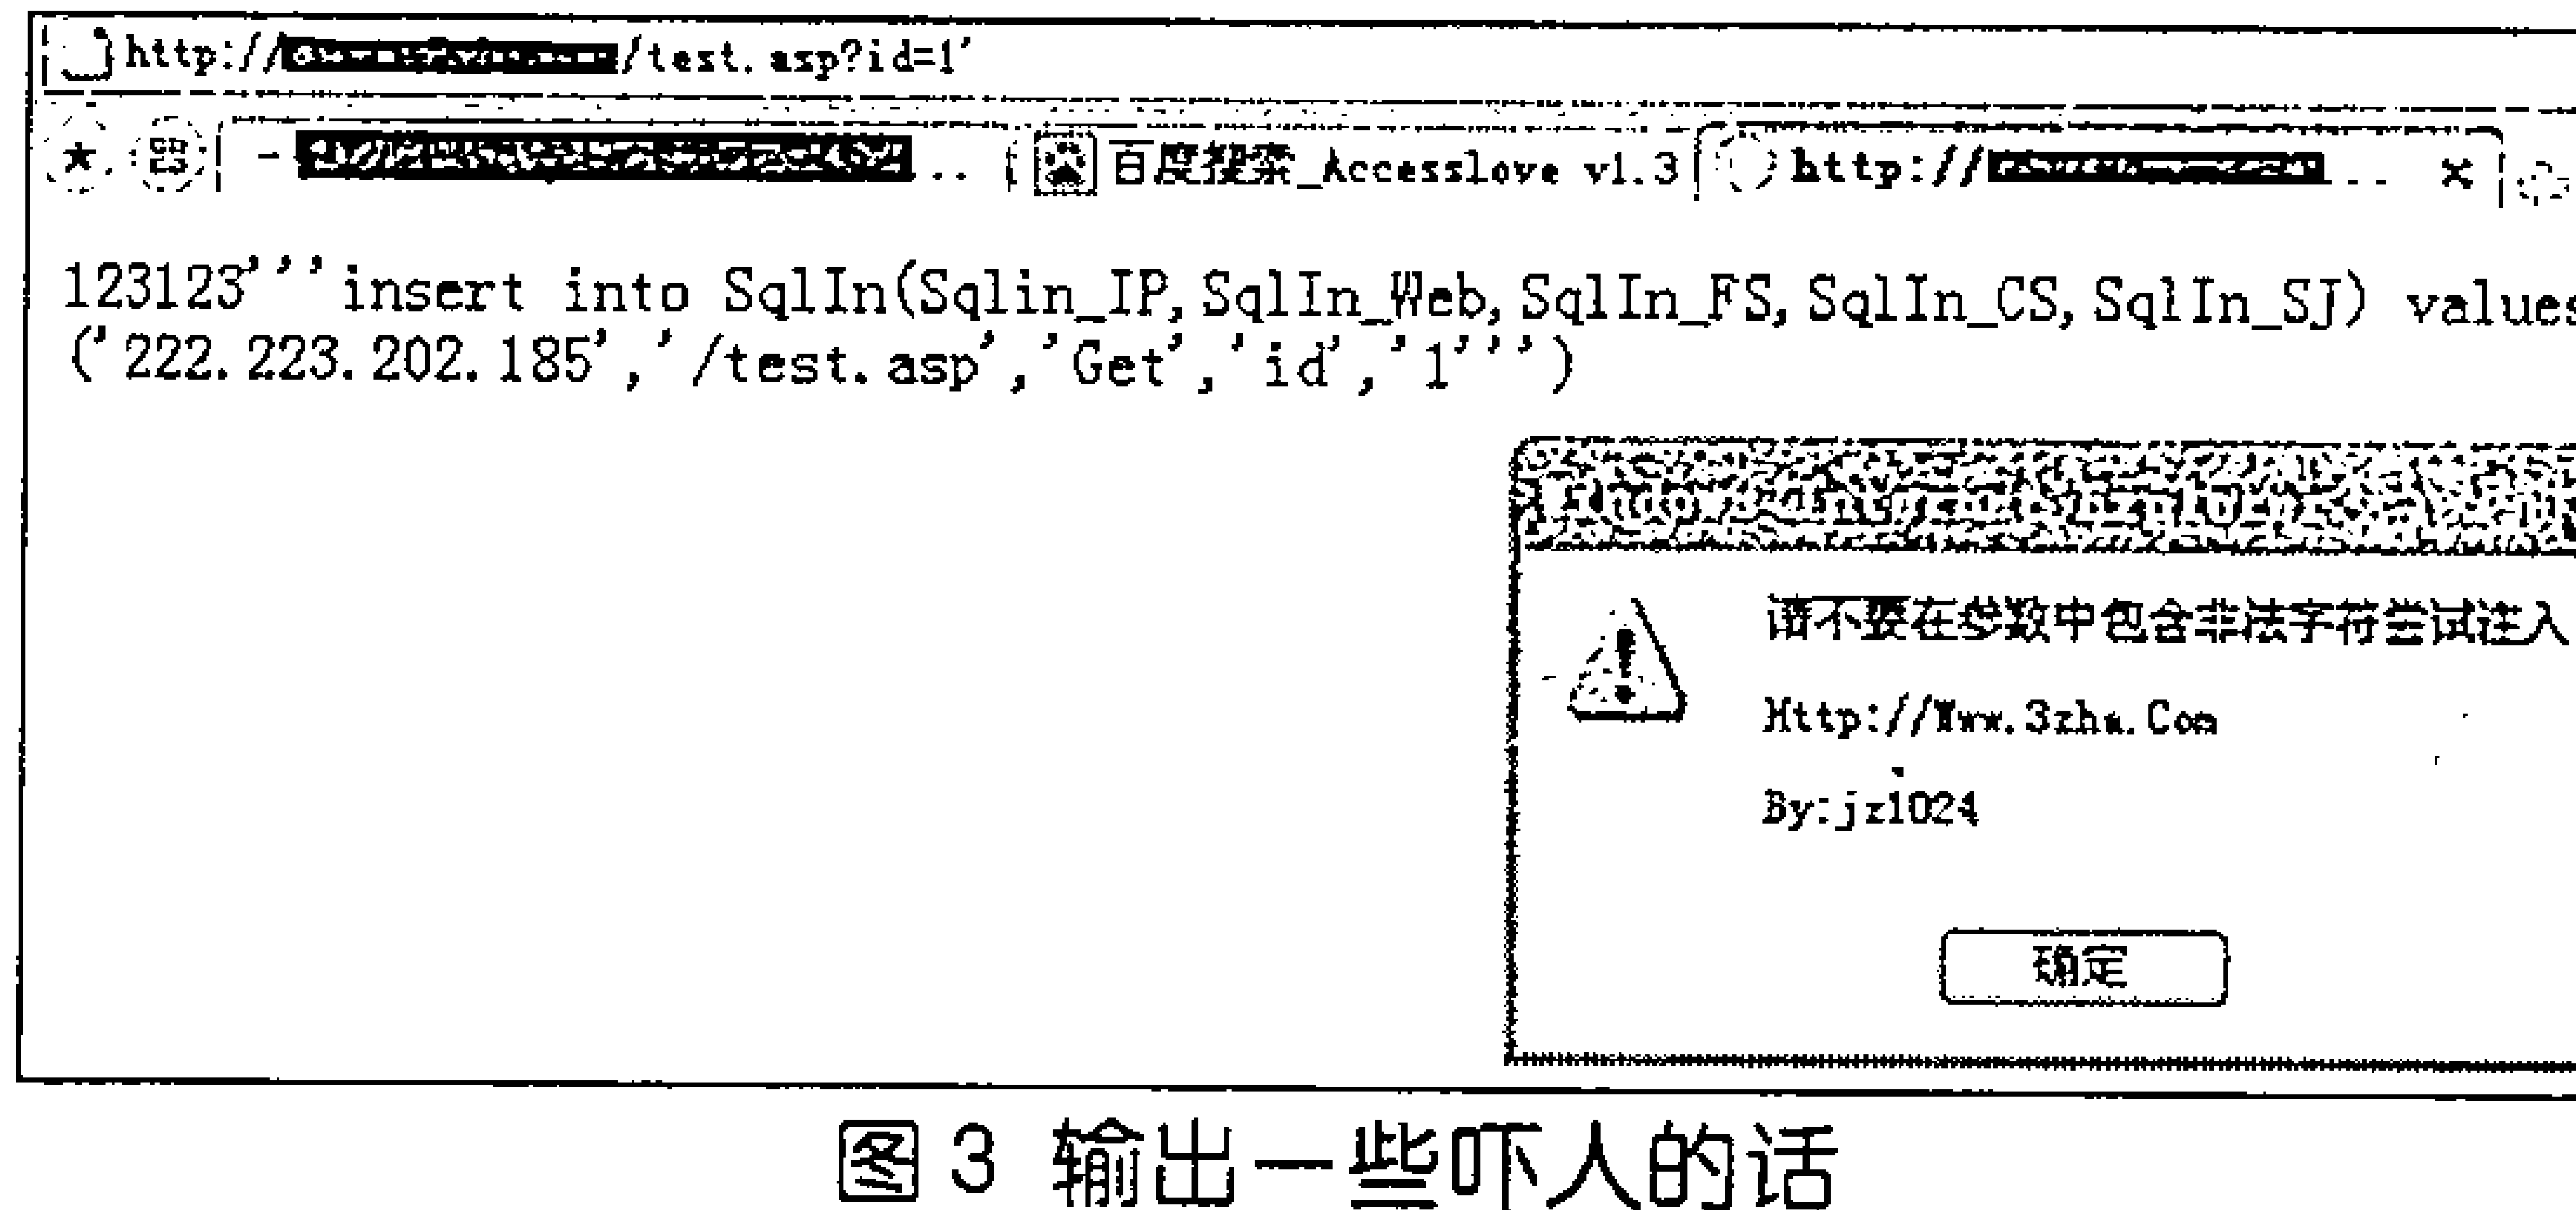 http:// /test.asp?id=1'
百度搜索_Accesslove v1.3
http:// ...
123123'''insert into SqlIn(Sqlin_IP,SqlIn_Web,SqlIn_FS,SqlIn_CS,SqlIn_SJ) values
('222.223.202.185','/test.asp','Get','id','1''')
请不要在参数中包含非法字符尝试注入
Http://Www.3zha.Com
By:jz1024
确定
图 3 输出一些吓人的话